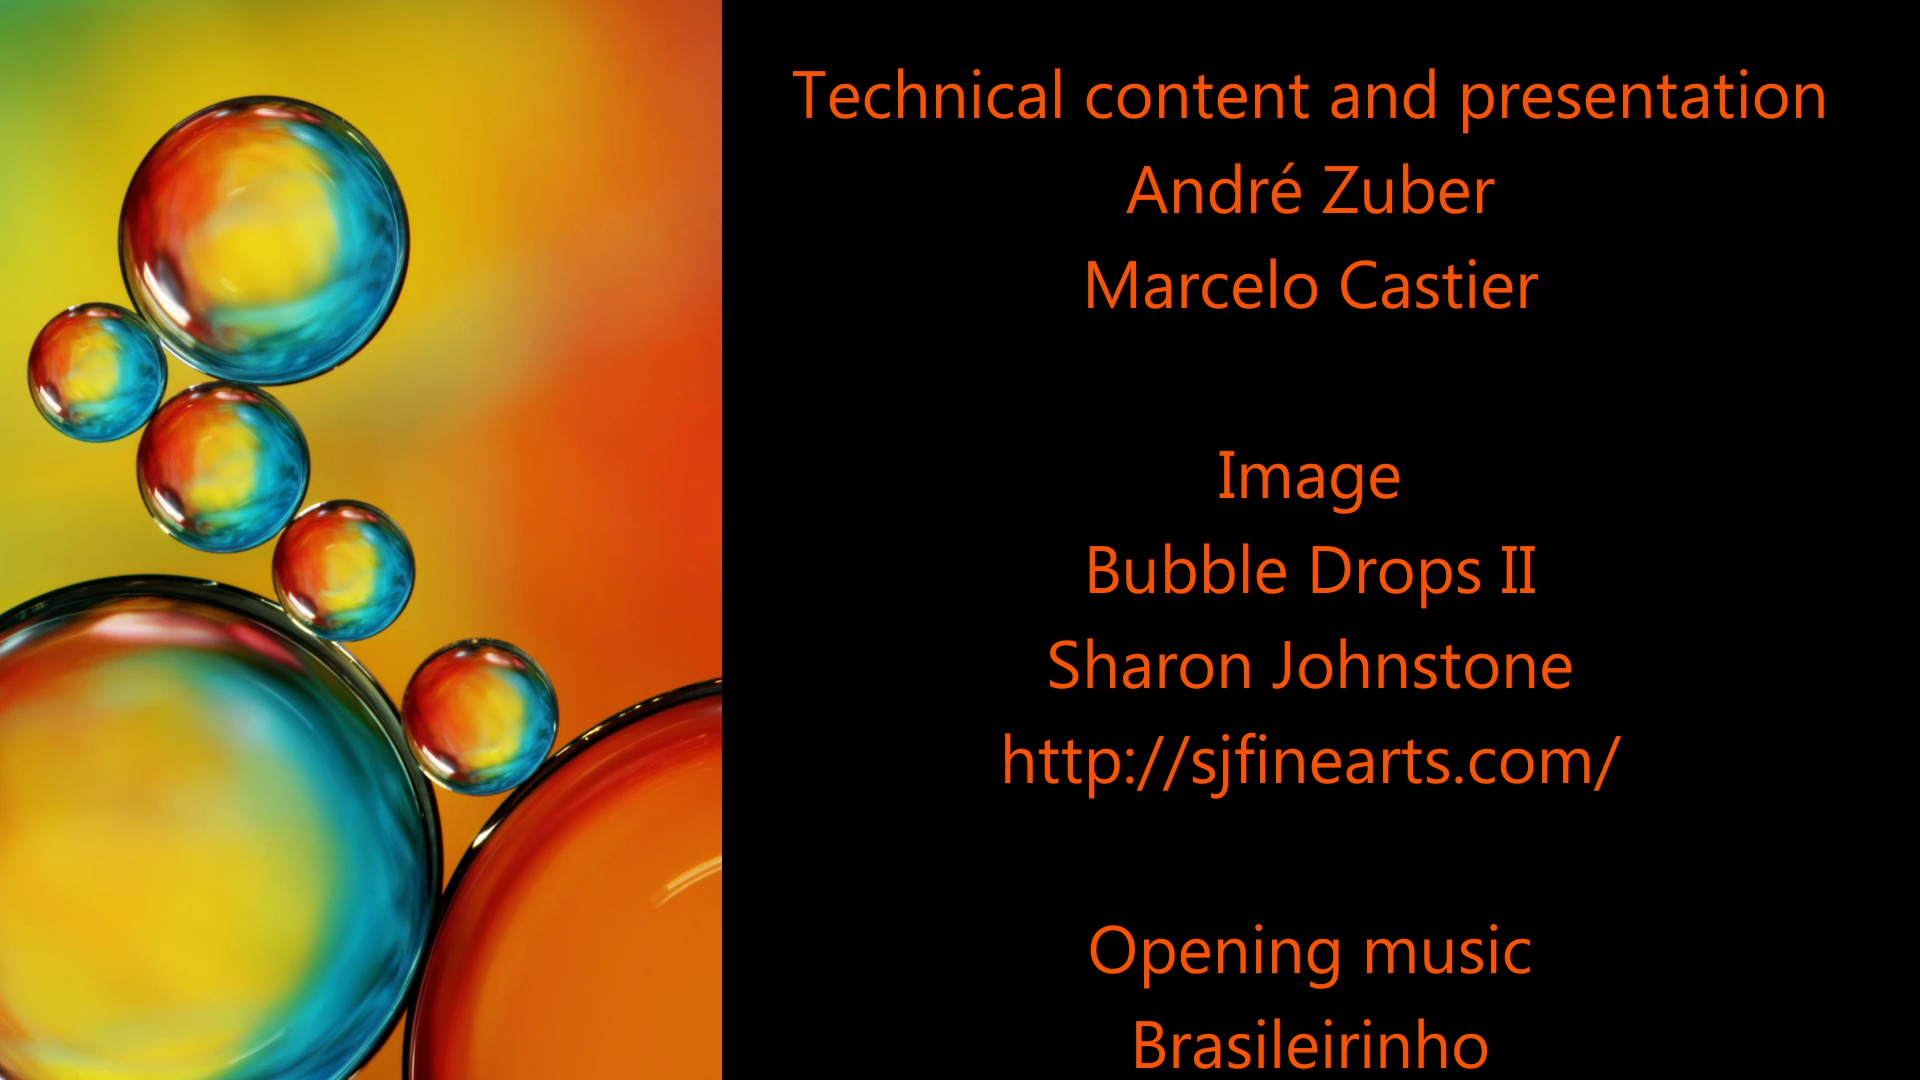 Technical content and presentation
André Zuber
Marcelo Castier
Image
Bubble Drops II
Sharon Johnstone
http://sjfinearts.com/
Opening music
Brasileirinho